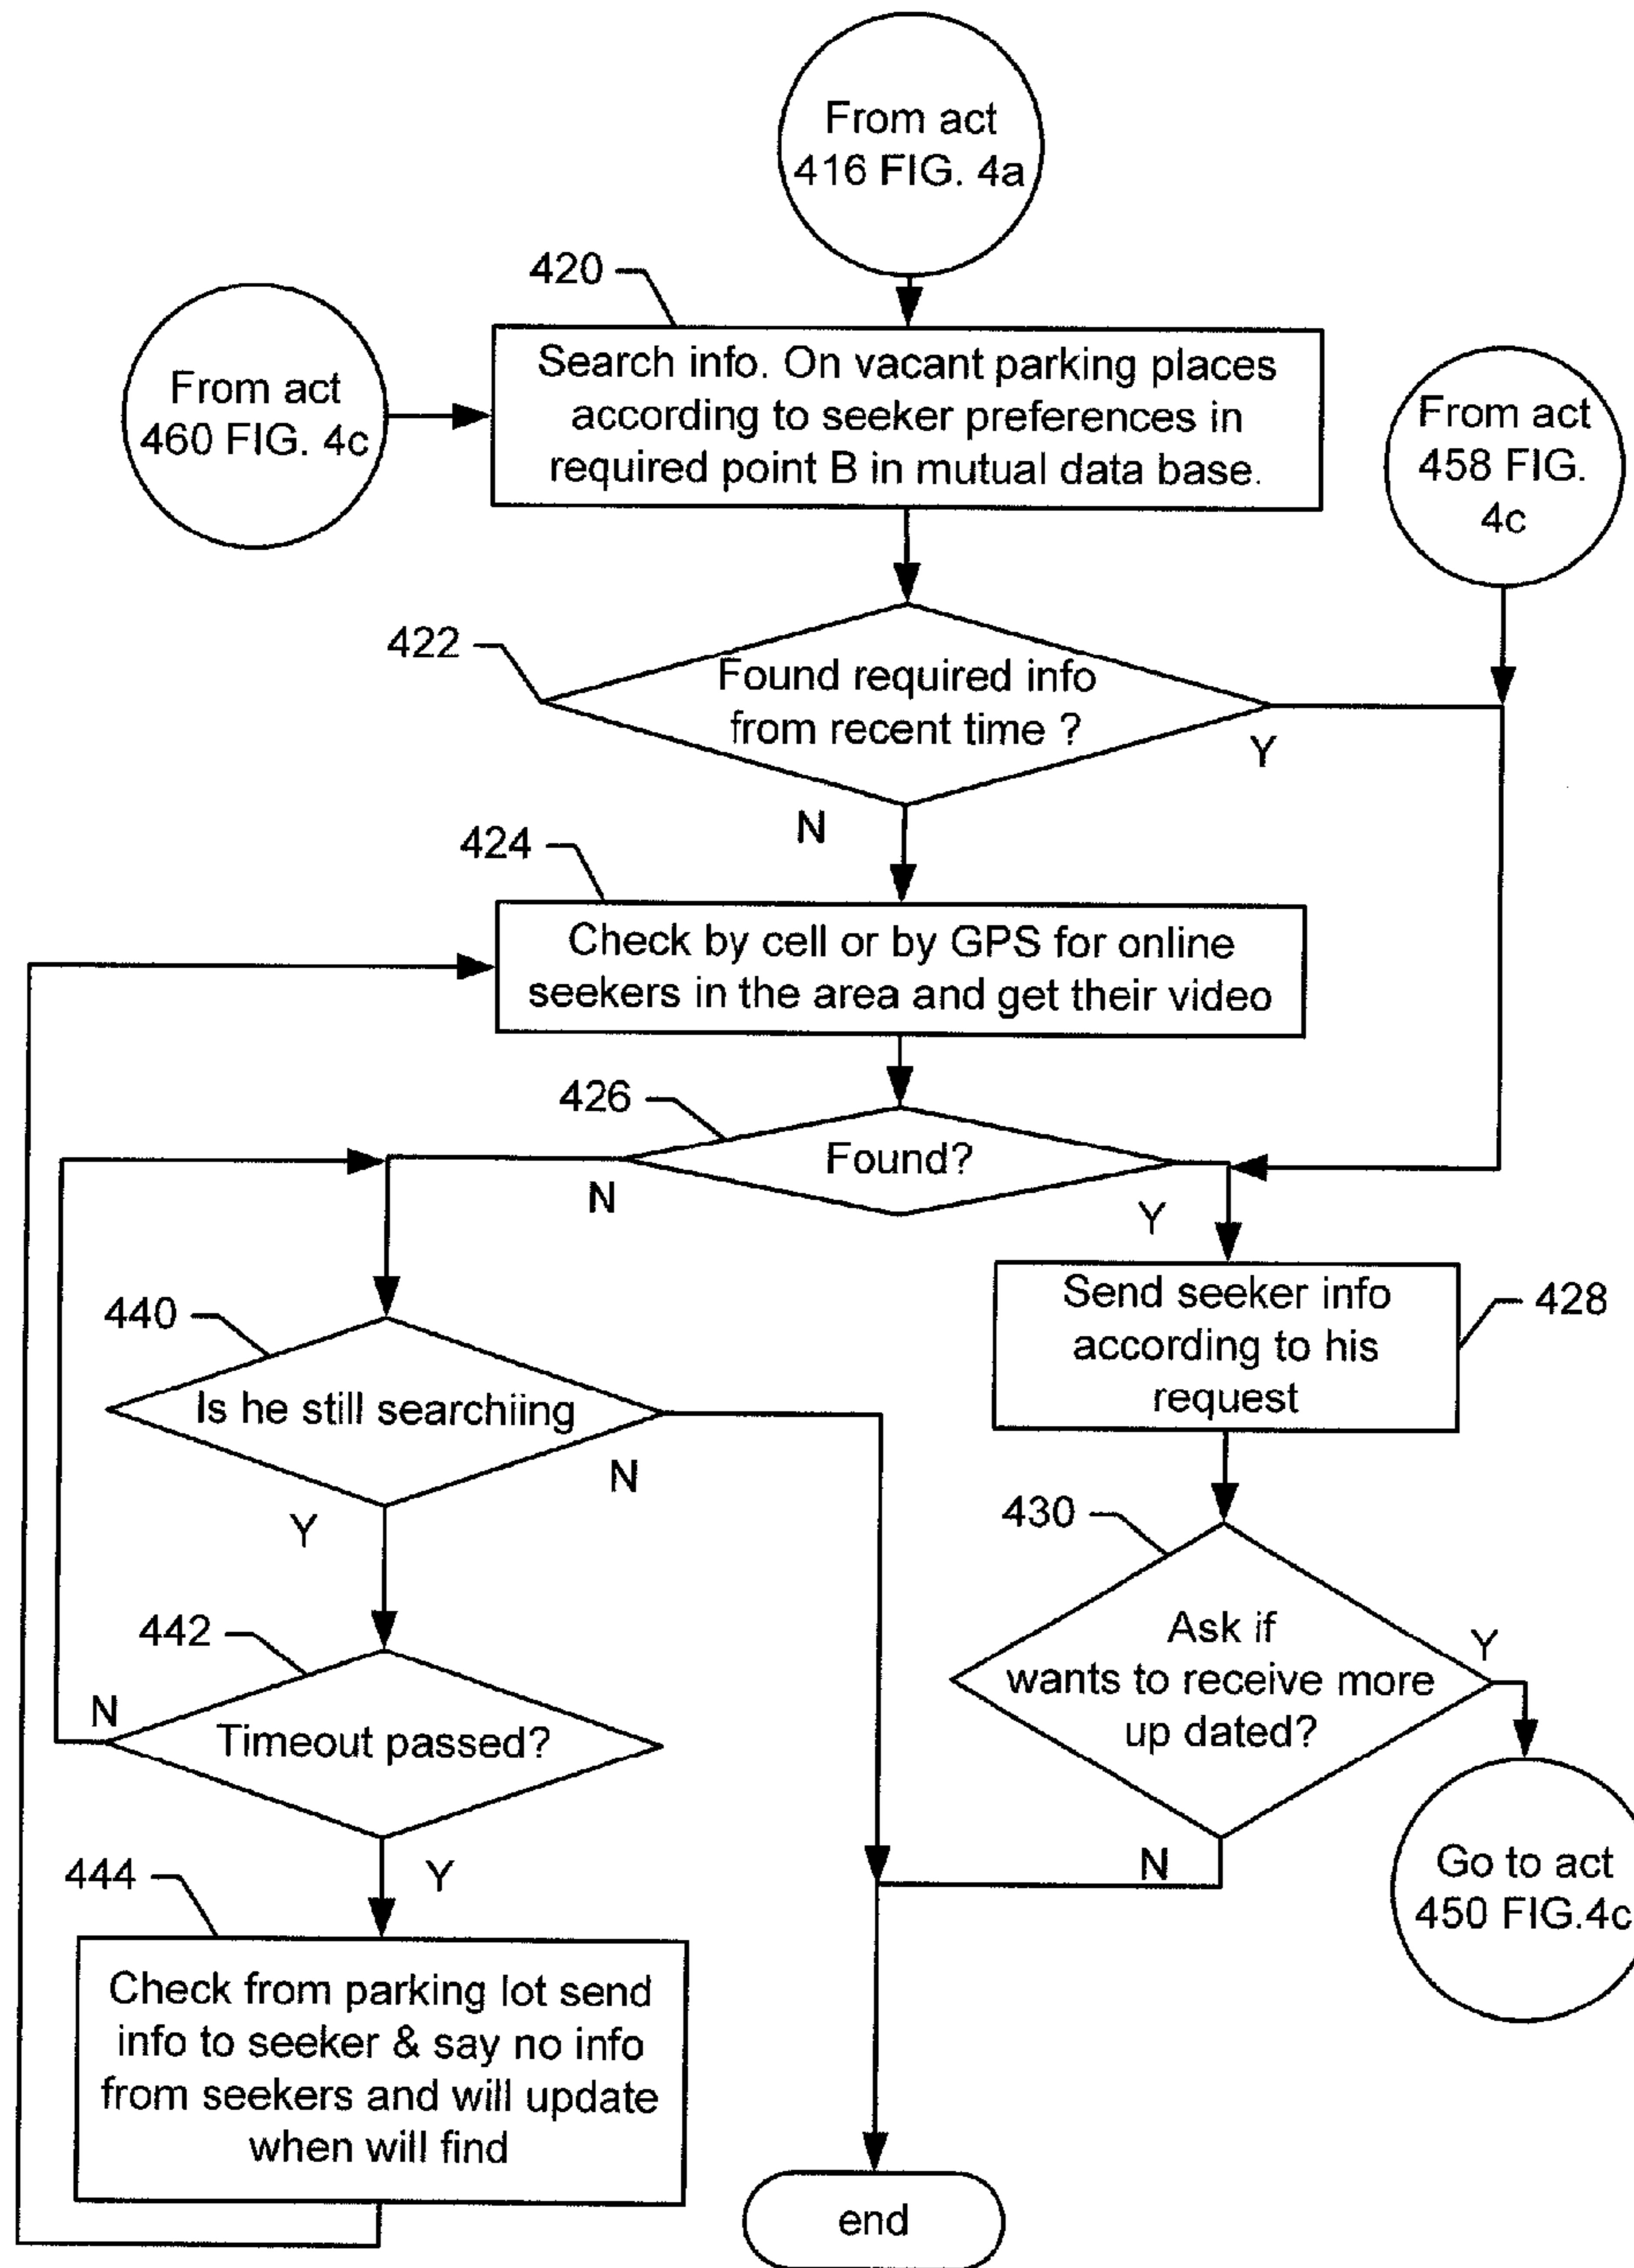 From act
416 FIG. 4a
420
Search info. On vacant parking places
according to seeker preferences in
required point B in mutual data base.
From act
460 FIG. 4c
From act
458 FIG.
4c
422
Found required info
from recent time ?
Y
N
424
Check by cell or by GPS for online
seekers in the area and get their video
426
Found?
N
Y
Send seeker info
according to his
request
428
440
Is he still searchiing
N
Y
430
Ask if
wants to receive more
up dated?
Y
N
442
Timeout passed?
N
Y
Go to act
450 FIG.4c
444
Check from parking lot send
info to seeker & say no info
from seekers and will update
when will find
end